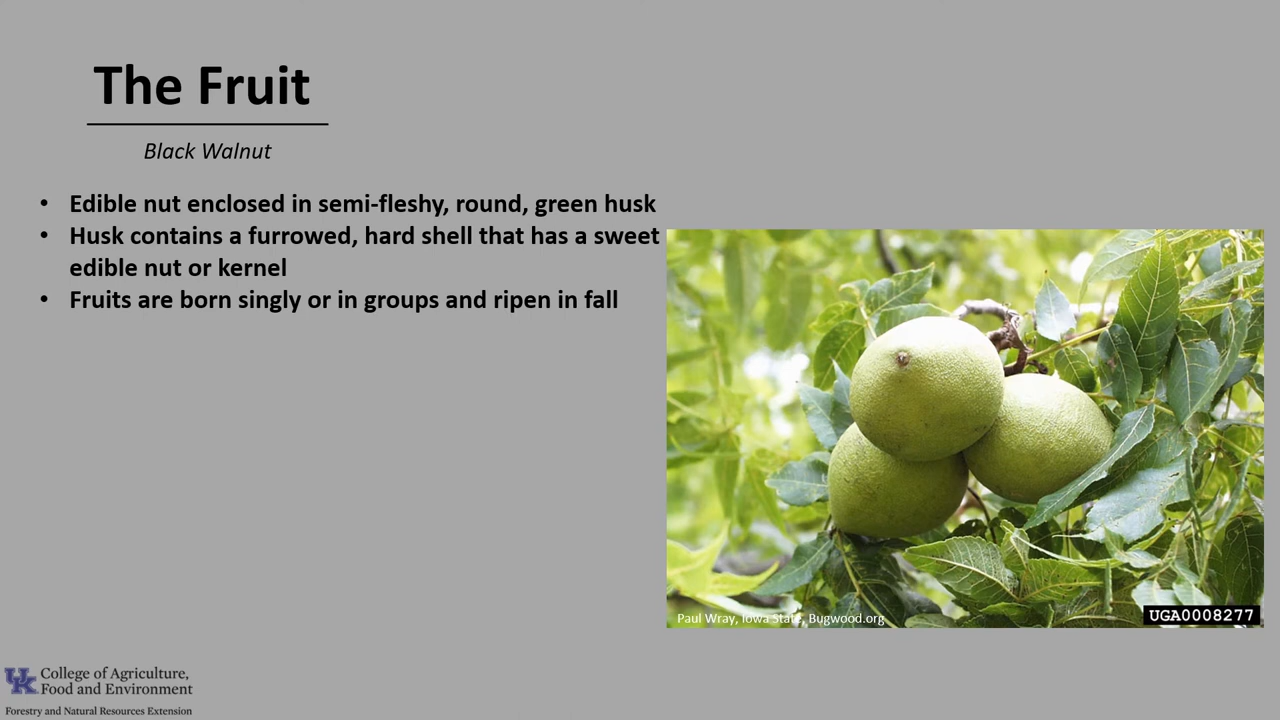 The Fruit
Black Walnut
• Edible nut enclosed in semi-fleshy, round, green husk
• Husk contains a furrowed, hard shell that has a sweet
edible nut or kernel
• Fruits are born singly or in groups and ripen in fall
Paul Wray, Iowa State, Bugwood.org
UGA0008277
UK College of Agriculture,
Food and Environment
Forestry and Natural Resources Extension